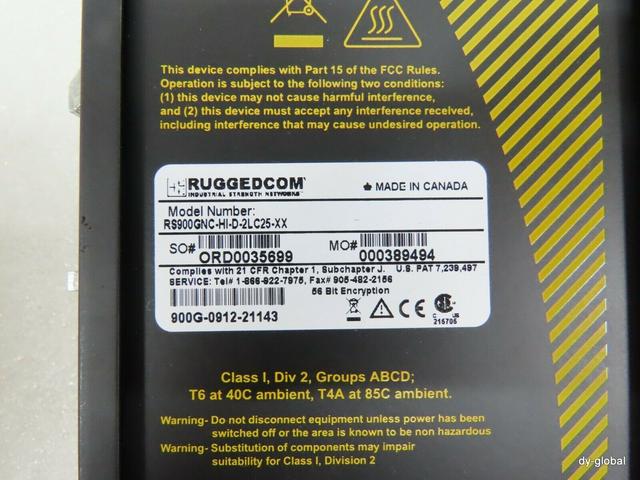 This device complies with Part 15 of the FCC Rules.
Operation is subject to the following two conditions:
(1) this device may not cause harmful interference,
and (2) this device must accept any interference received,
including interference that may cause undesired operation.
RUGGEDCOM
INDUSTRIAL STRENGTH NETWORKS
MADE IN CANADA
Model Number:
RS900GNC-HI-D-2LC25-XX
SO# ORD0035699
MO# 000389494
Complies with 21 CFR Chapter 1, Subchapter J. U.S. PAT 7,239,497
SERVICE: Tel# 1-866-922-7975, Fax# 905-482-2156
56 Bit Encryption
900G-0912-21143
CE
C US
215705
Class I, Div 2, Groups ABCD;
T6 at 40C ambient, T4A at 85C ambient.
Warning- Do not disconnect equipment unless power has been
switched off or the area is known to be non hazardous
Warning- Substitution of components may impair
suitability for Class I, Division 2
dy-global